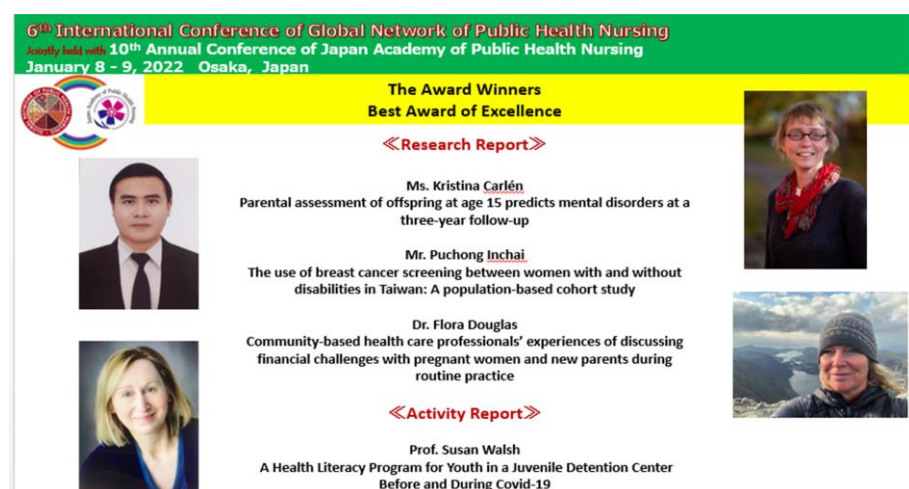 6th International Conference of Global Network of Public Health Nursing
Jointly held with 10th Annual Conference of Japan Academy of Public Health Nursing
January 8 - 9, 2022 Osaka, Japan
The Award Winners
Best Award of Excellence
≪Research Report≫
Ms. Kristina Carlén
Parental assessment of offspring at age 15 predicts mental disorders at a
three-year follow-up
Mr. Puchong Inchai
The use of breast cancer screening between women with and without
disabilities in Taiwan: A population-based cohort study
Dr. Flora Douglas
Community-based health care professionals’ experiences of discussing
financial challenges with pregnant women and new parents during
routine practice
≪Activity Report≫
Prof. Susan Walsh
A Health Literacy Program for Youth in a Juvenile Detention Center
Before and During Covid-19